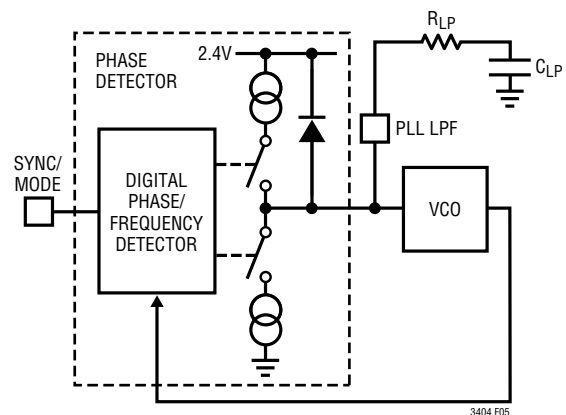 PHASE
DETECTOR
2.4V
RLP
CLP
PLL LPF
SYNC/
MODE
DIGITAL
PHASE/
FREQUENCY
DETECTOR
VCO
3404 F05